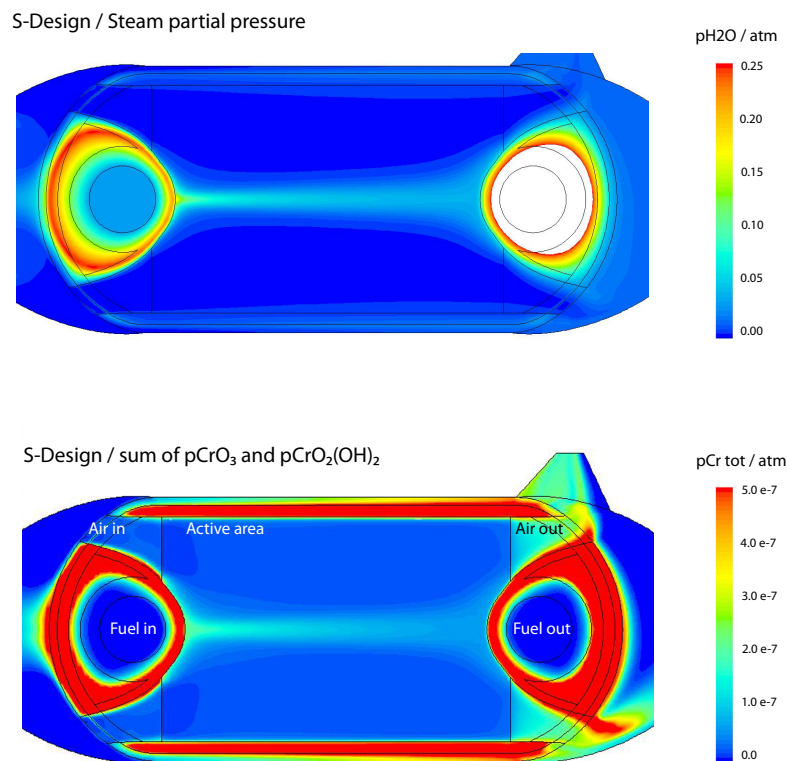 S-Design / Steam partial pressure
pH2O / atm
0.25
0.20
0.15
0.10
0.05
0.00
S-Design / sum of pCrO₃ and pCrO₂(OH)₂
pCr tot / atm
5.0 e-7
4.0 e-7
3.0 e-7
2.0 e-7
1.0 e-7
0.0
Air in
Active area
Air out
Fuel in
Fuel out